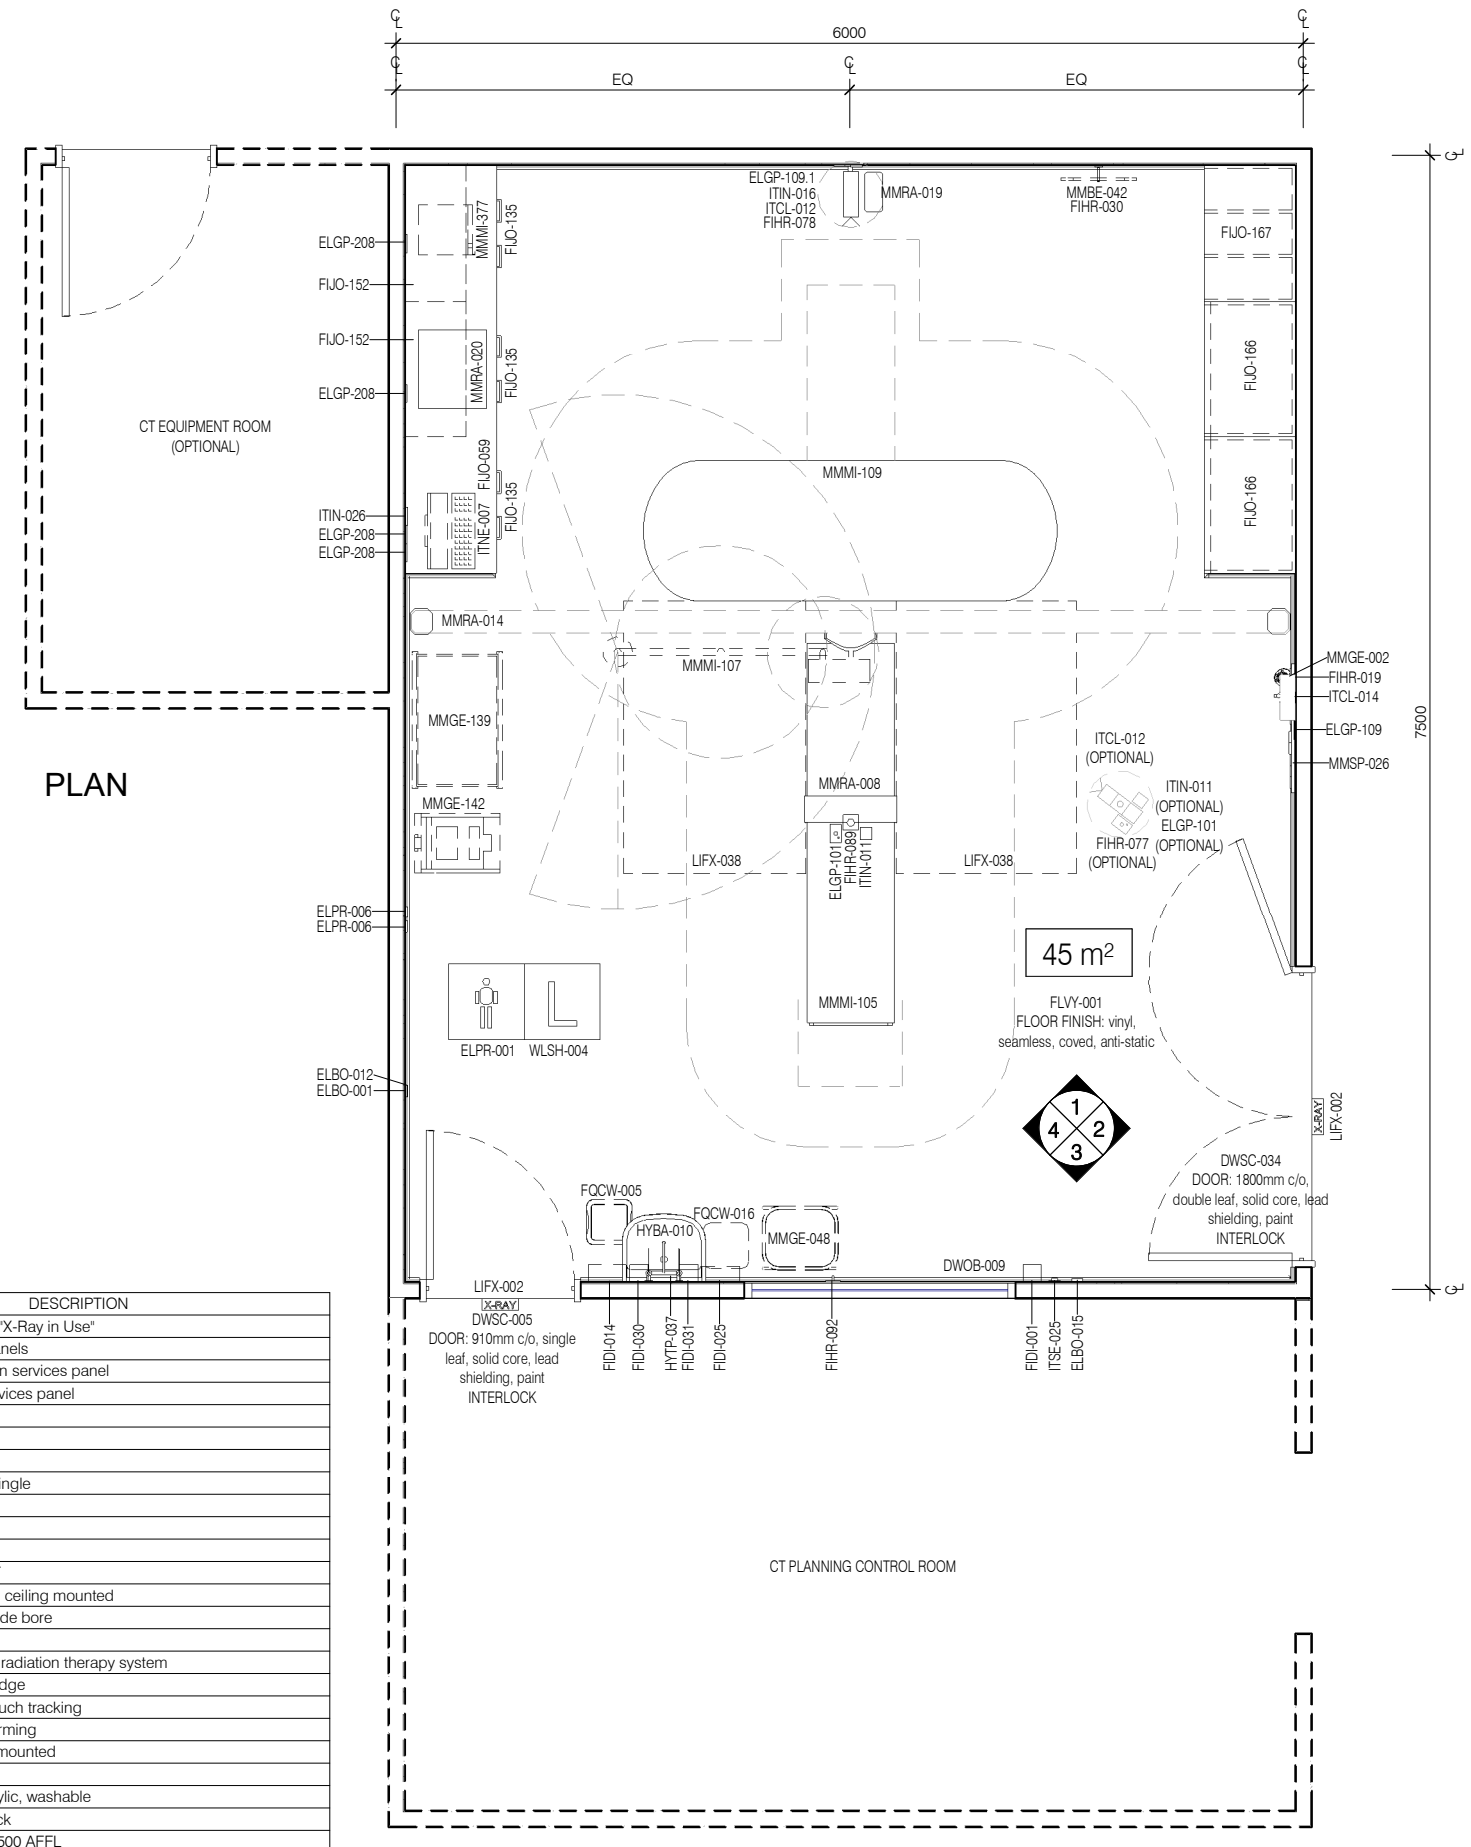 6000
EQ
EQ
7500
ELGP-109.1
ITIN-016
ITCL-012
FIHR-078
MMRA-019
MMBE-042
FIHR-030
FIJO-167
MMMI-377
FIJO-135
ELGP-208
FIJO-152
FIJO-152
ELGP-208
MMRA-020
FIJO-135
FIJO-166
FIJO-166
CT EQUIPMENT ROOM
(OPTIONAL)
FIJO-059
FIJO-135
ITNE-007
ITIN-026
ELGP-208
ELGP-208
MMMI-109
MMRA-014
MMMI-107
MMGE-139
MMGE-002
FIHR-019
ITCL-014
ELGP-109
MMSP-026
ITCL-012
(OPTIONAL)
ITIN-011
(OPTIONAL)
ELGP-101
(OPTIONAL)
FIHR-077
(OPTIONAL)
PLAN
MMRA-008
MMGE-142
ELGP-101
FIHR-089
ITIN-011
LIFX-038
LIFX-038
ELPR-006
ELPR-006
45 m²
MMMI-105
FLVY-001
FLOOR FINISH: vinyl,
seamless, coved, anti-static
L
ELPR-001
WLSH-004
ELBO-012
ELBO-001
1
4 2
3
X-RAY
LIFX-002
DWSC-034
DOOR: 1800mm c/o,
double leaf, solid core, lead
shielding, paint
INTERLOCK
FQCW-005
HYBA-010
FQCW-016
MMGE-048
DWOB-009
LIFX-002
X-RAY
DWSC-005
DOOR: 910mm c/o, single
leaf, solid core, lead
shielding, paint
INTERLOCK
FIDI-014
FIDI-030
HYTP-037
FIDI-031
FIDI-025
FIHR-092
FIDI-001
ITSE-025
ELBO-015
CT PLANNING CONTROL ROOM
DESCRIPTION
"X-Ray in Use"
services panel
ingle
ceiling mounted
bore
radiation therapy system
tracking
mounted
washable
500 AFFL